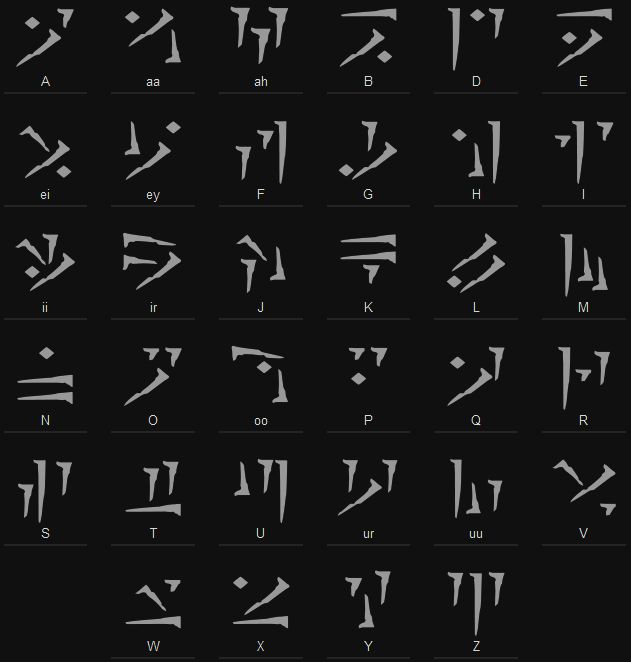 A aa ah B D E
ei ey F G H I
ii ir J K L M
N O oo P Q R
S T U ur uu V
W X Y Z